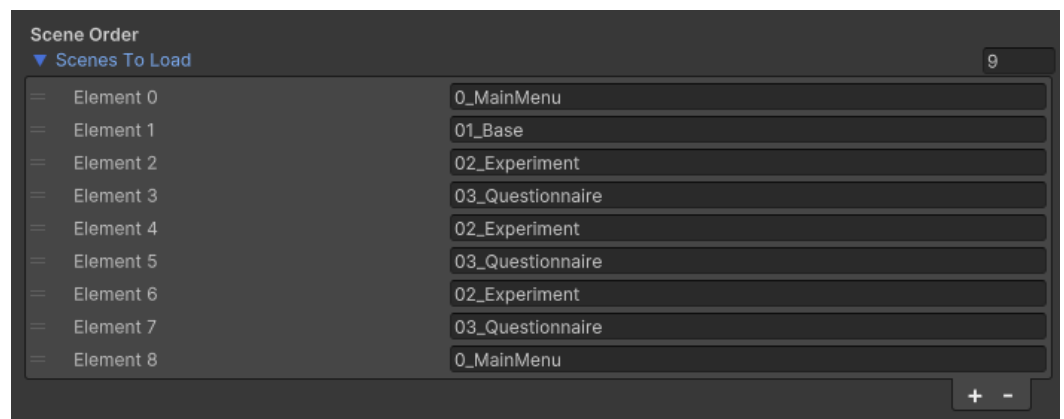 Scene Order
Scenes To Load 9
Element 0 0_MainMenu
Element 1 01_Base
Element 2 02_Experiment
Element 3 03_Questionnaire
Element 4 02_Experiment
Element 5 03_Questionnaire
Element 6 02_Experiment
Element 7 03_Questionnaire
Element 8 0_MainMenu
+ -